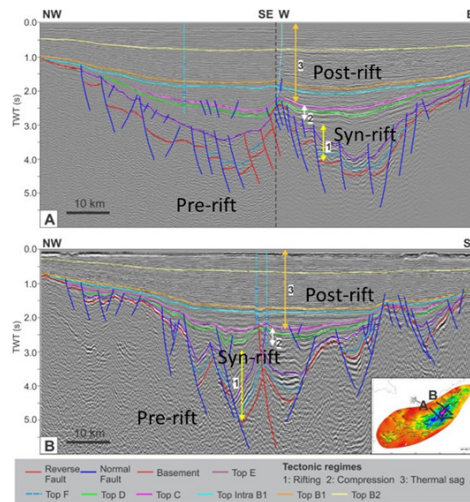 NW SE W E
0.0
1.0
2.0
3.0
4.0
5.0
TWT (s)
3
Post-rift
2
Syn-rift
1
Pre-rift
10 km
A
NW S
0.0
1.0
2.0
3.0
4.0
5.0
TWT (s)
3
Post-rift
2
Syn-rift
1
Pre-rift
10 km
B
A B
Reverse Fault Normal Fault Basement Top E Tectonic regimes
1: Rifting 2: Compression 3: Thermal sag
Top F Top D Top C Top Intra B1 Top B1 Top B2